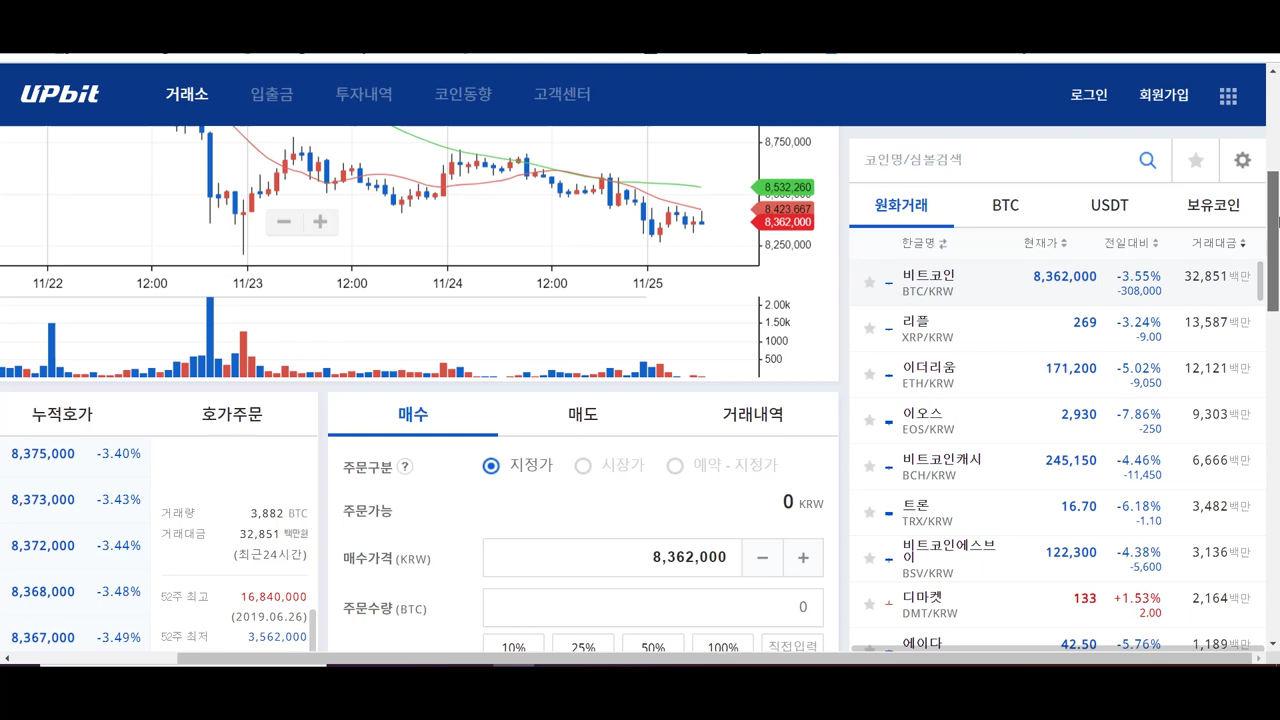 UPbit 거래소 입출금 투자내역 코인동향 고객센터 로그인 회원가입
8,750,000
8,532,260
8,423,667
8,362,000
8,250,000
11/22 12:00 11/23 12:00 11/24 12:00 11/25
2.00k
1.50k
1000
500
누적호가 호가주문
8,375,000 -3.40%
8,373,000 -3.43%
8,372,000 -3.44%
8,368,000 -3.48%
8,367,000 -3.49%
거래량 3,882 BTC
거래대금 32,851 백만원
(최근24시간)
52주 최고 16,840,000
(2019.06.26)
52주 최저 3,562,000
매수 매도 거래내역
주문구분 ? 지정가 시장가 예약 - 지정가
주문가능 0 KRW
매수가격 (KRW) 8,362,000 − +
주문수량 (BTC) 0
10% 25% 50% 100% 직접입력
코인명/심볼검색
원화거래 BTC USDT 보유코인
한글명 현재가 전일대비 거래대금
비트코인 8,362,000 -3.55% 32,851백만
BTC/KRW -308,000
리플 269 -3.24% 13,587백만
XRP/KRW -9.00
이더리움 171,200 -5.02% 12,121백만
ETH/KRW -9,050
이오스 2,930 -7.86% 9,303백만
EOS/KRW -250
비트코인캐시 245,150 -4.46% 6,666백만
BCH/KRW -11,450
트론 16.70 -6.18% 3,482백만
TRX/KRW -1.10
비트코인에스브
이 122,300 -4.38% 3,136백만
BSV/KRW -5,600
디마켓 133 +1.53% 2,164백만
DMT/KRW 2.00
에이다 42.50 -5.76% 1,189백만